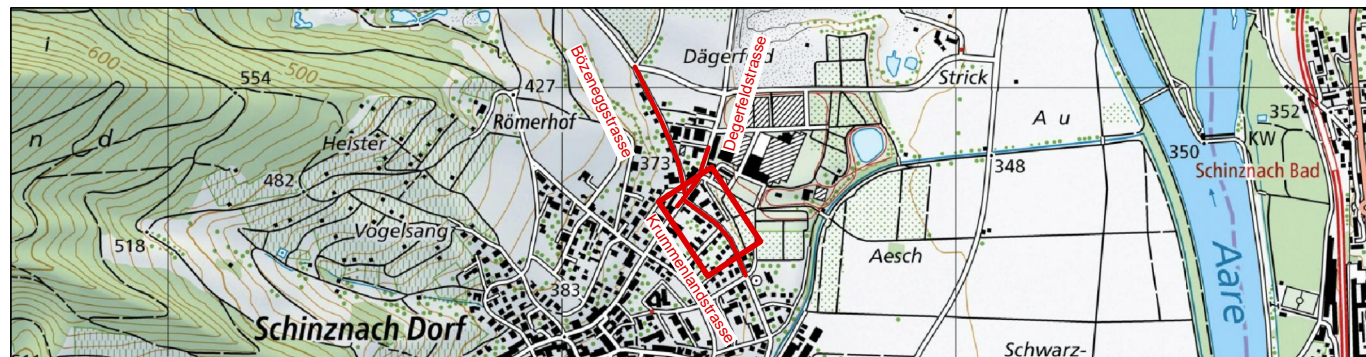 i
600
500
554
427
Dägerfeld
Strick
Bözeneggstrasse
Degerfeldstrasse
Römerhof
A u
352
n d
Heister
373
350
KW
348
Schinznach Bad
482
Vogelsang
518
Krummenlandstrasse
Aesch
Aare
383
Schinznach Dorf
Schwarz-